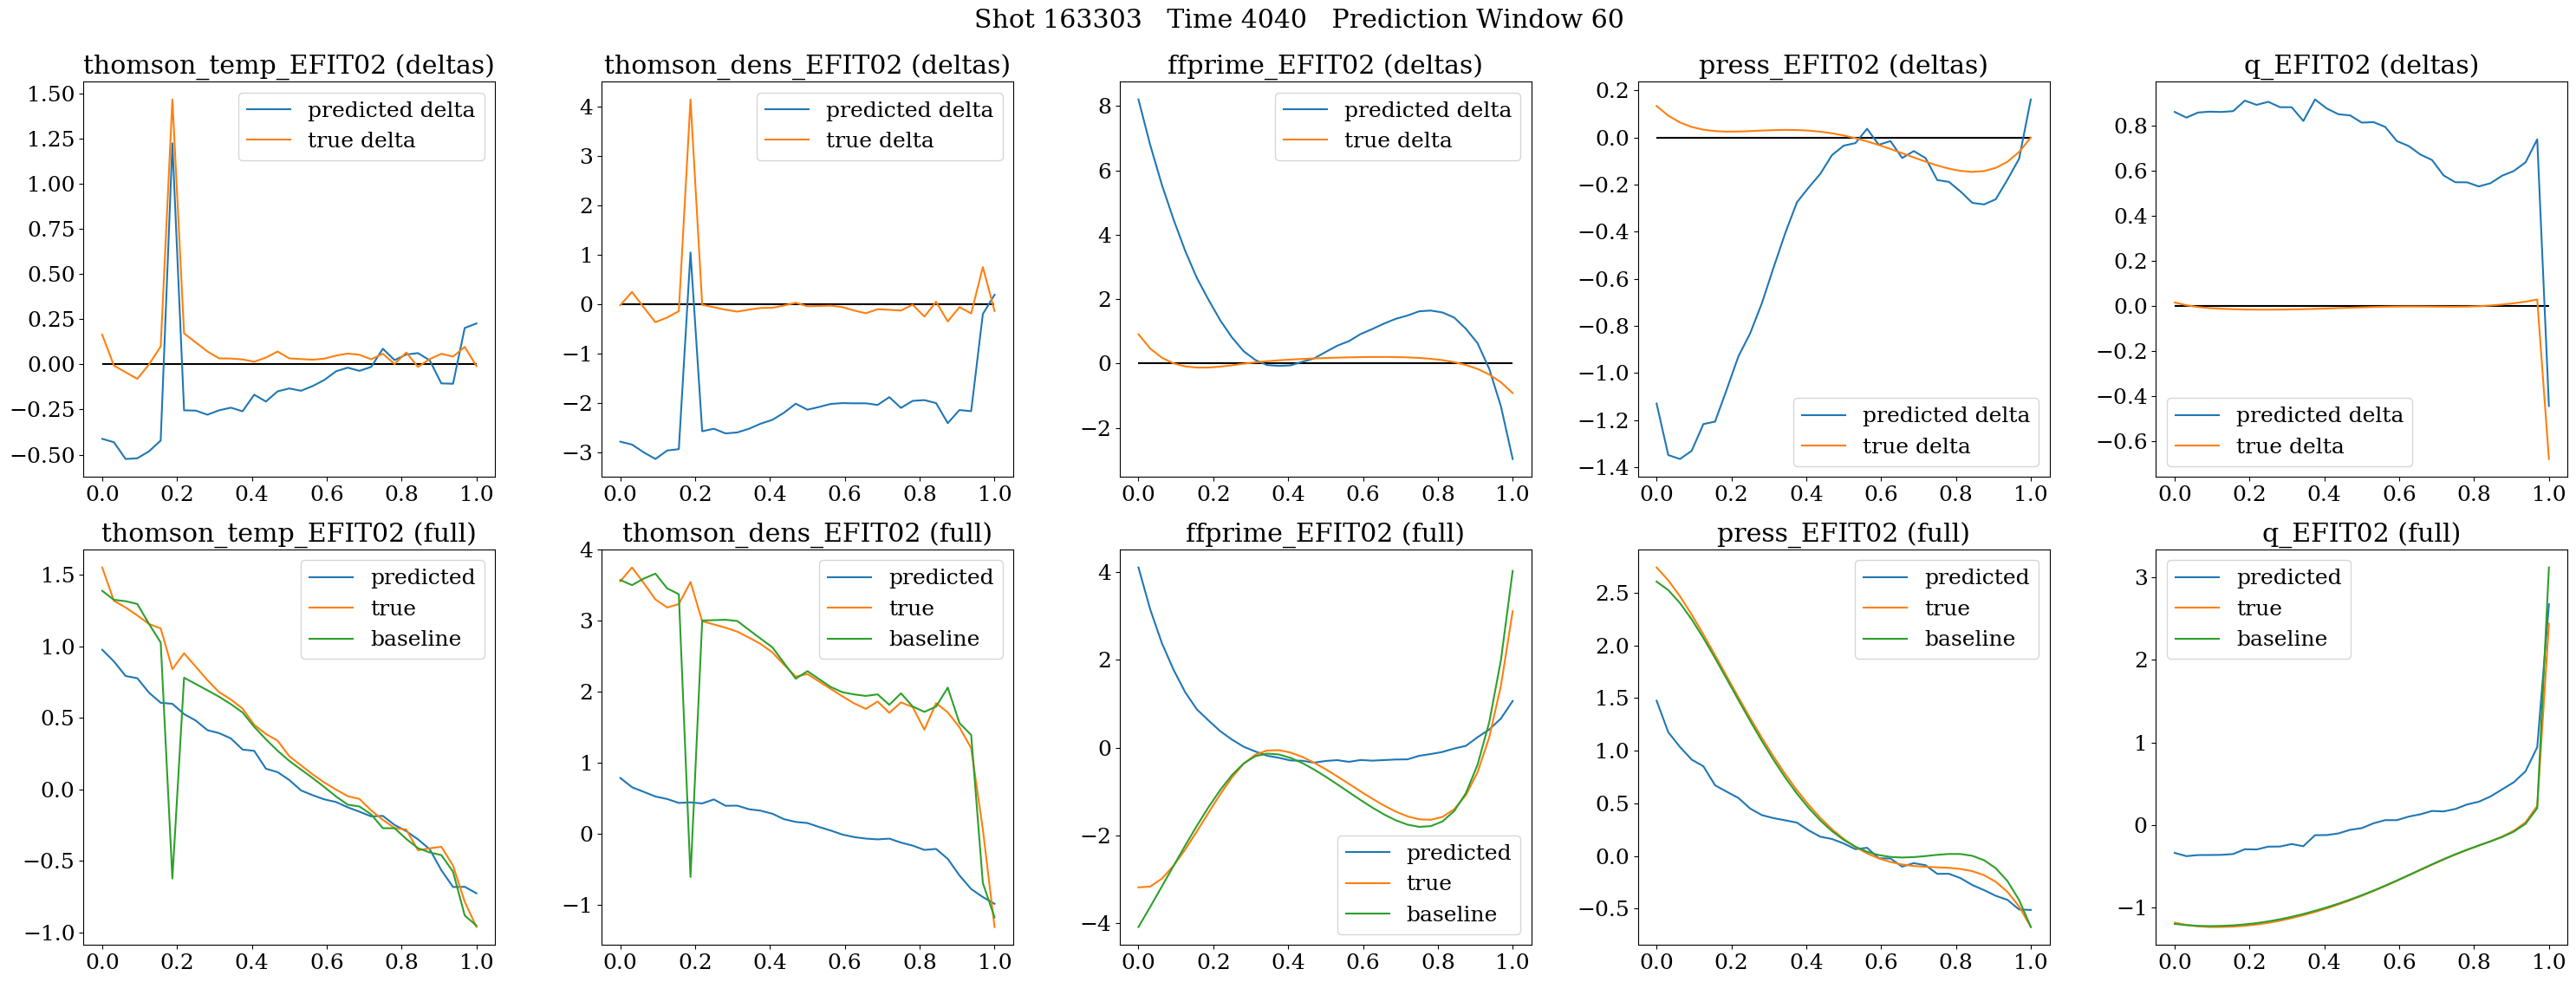 Shot 163303 Time 4040 Prediction Window 60
thomson_temp_EFIT02 (deltas)
1.50
1.25
1.00
0.75
0.50
0.25
0.00
−0.25
−0.50
0.0 0.2 0.4 0.6 0.8 1.0
predicted delta
true delta
thomson_dens_EFIT02 (deltas)
4
3
2
1
0
−1
−2
−3
0.0 0.2 0.4 0.6 0.8 1.0
predicted delta
true delta
ffprime_EFIT02 (deltas)
8
6
4
2
0
−2
0.0 0.2 0.4 0.6 0.8 1.0
predicted delta
true delta
press_EFIT02 (deltas)
0.2
0.0
−0.2
−0.4
−0.6
−0.8
−1.0
−1.2
−1.4
0.0 0.2 0.4 0.6 0.8 1.0
predicted delta
true delta
q_EFIT02 (deltas)
0.8
0.6
0.4
0.2
0.0
−0.2
−0.4
−0.6
0.0 0.2 0.4 0.6 0.8 1.0
predicted delta
true delta
thomson_temp_EFIT02 (full)
1.5
1.0
0.5
0.0
−0.5
−1.0
0.0 0.2 0.4 0.6 0.8 1.0
predicted
true
baseline
thomson_dens_EFIT02 (full)
4
3
2
1
0
−1
0.0 0.2 0.4 0.6 0.8 1.0
predicted
true
baseline
ffprime_EFIT02 (full)
4
2
0
−2
−4
0.0 0.2 0.4 0.6 0.8 1.0
predicted
true
baseline
press_EFIT02 (full)
2.5
2.0
1.5
1.0
0.5
0.0
−0.5
0.0 0.2 0.4 0.6 0.8 1.0
predicted
true
baseline
q_EFIT02 (full)
3
2
1
0
−1
0.0 0.2 0.4 0.6 0.8 1.0
predicted
true
baseline